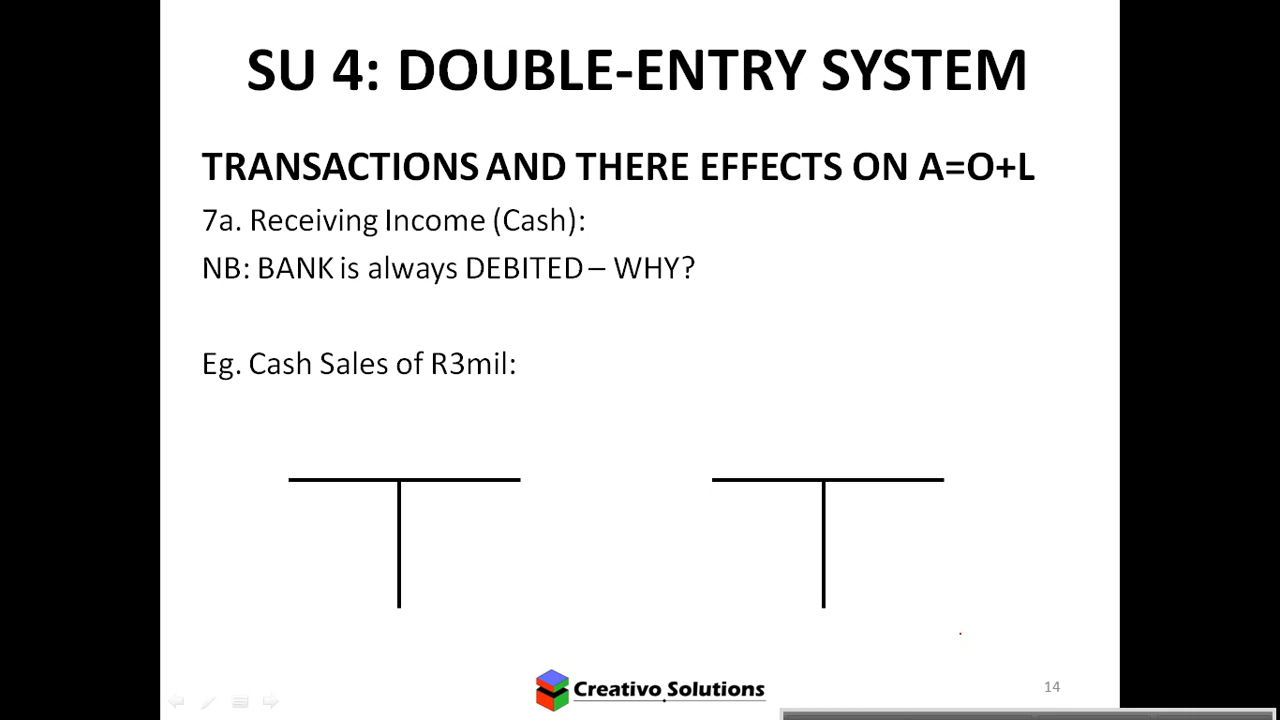 SU 4: DOUBLE-ENTRY SYSTEM
TRANSACTIONS AND THERE EFFECTS ON A=O+L
7a. Receiving Income (Cash):
NB: BANK is always DEBITED – WHY?
Eg. Cash Sales of R3mil:
Creativo Solutions
14